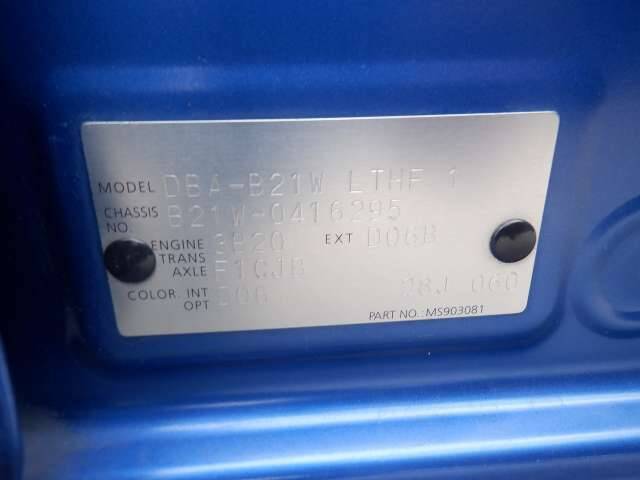 MODEL DBA-B21W LTHF 1
CHASSIS NO. B21W-0416295
ENGINE 3B20 EXT D06B
TRANS AXLE F1CJB
COLOR INT
OPT 28J 060
PART NO.:MS903081